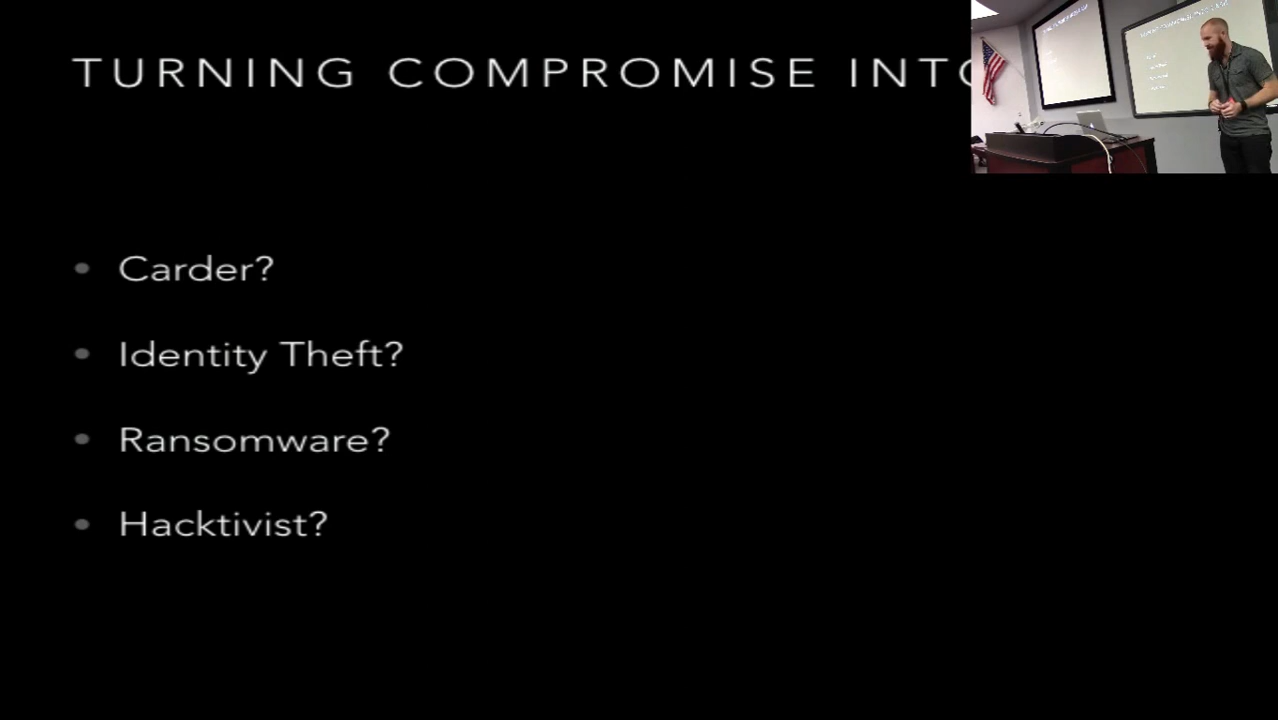 TURNING COMPROMISE INTO
Carder?
Identity Theft?
Ransomware?
Hacktivist?